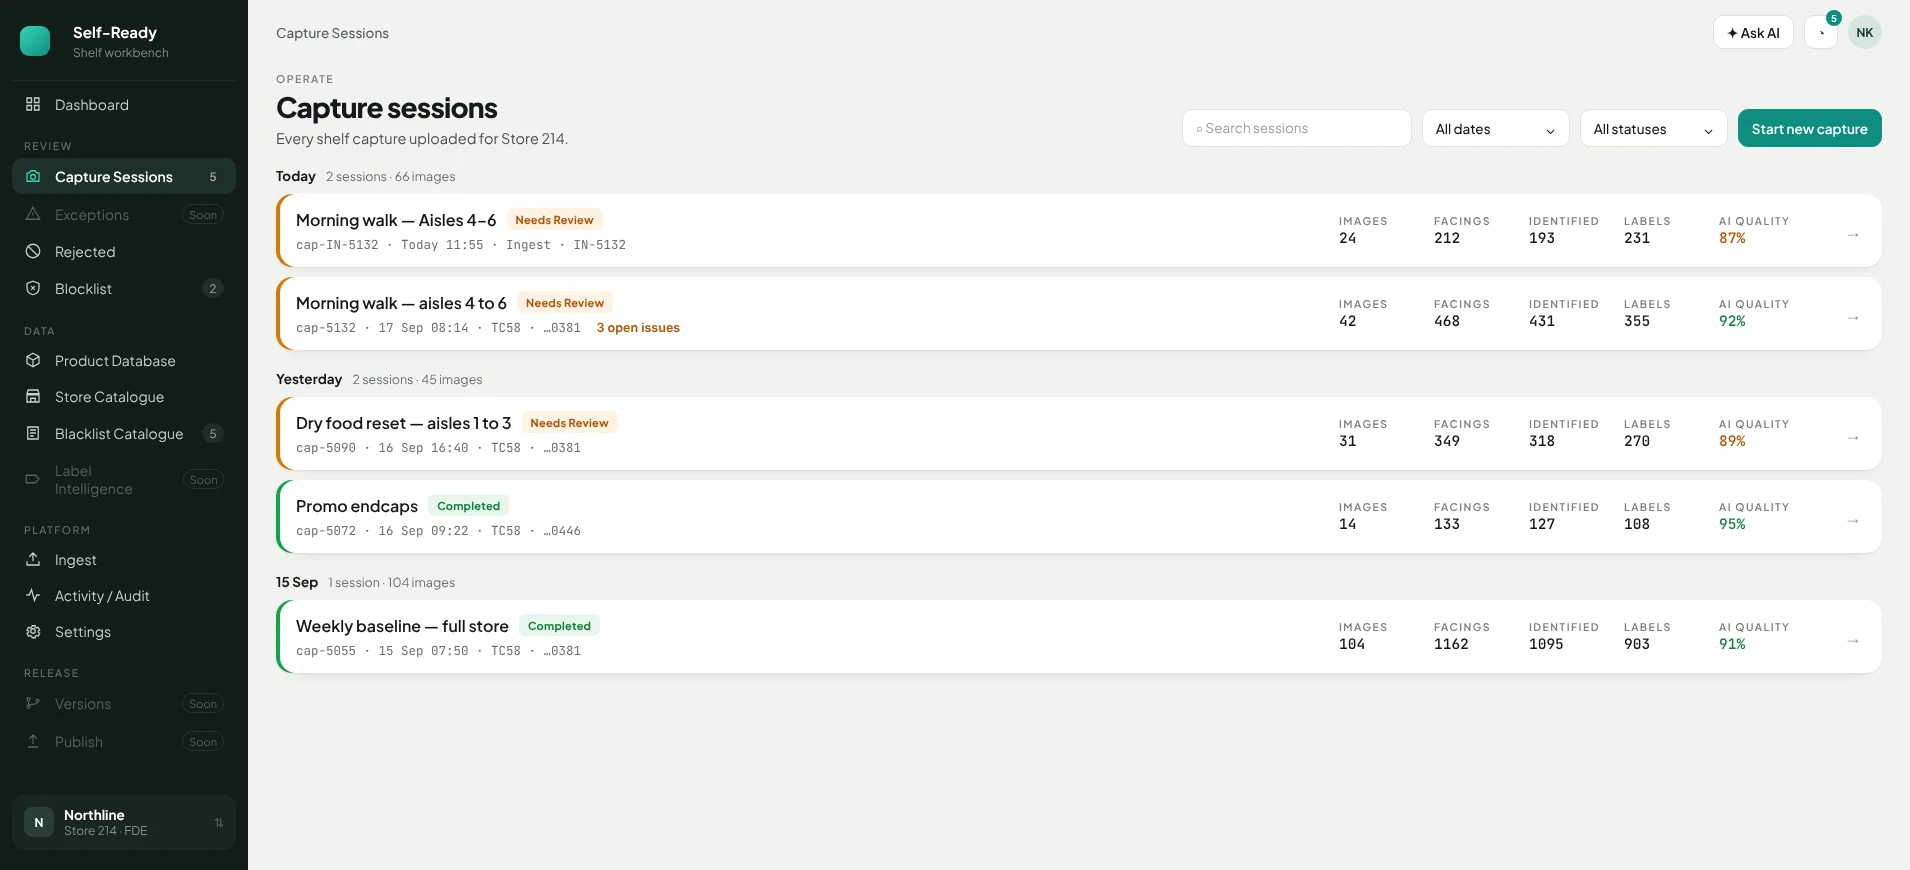 Self-Ready
Shelf workbench
Dashboard
REVIEW
Capture Sessions 5
Exceptions Soon
Rejected
Blocklist 2
DATA
Product Database
Store Catalogue
Blacklist Catalogue 5
Label
Intelligence Soon
PLATFORM
Ingest
Activity / Audit
Settings
RELEASE
Versions Soon
Publish Soon
N Northline
Store 214 · FDE
Capture Sessions
✦ Ask AI
5
NK
OPERATE
Capture sessions
Every shelf capture uploaded for Store 214.
Search sessions
All dates
All statuses
Start new capture
Today 2 sessions · 66 images
Morning walk — Aisles 4–6 Needs Review
cap-IN-5132 · Today 11:55 · Ingest · IN-5132
IMAGES FACINGS IDENTIFIED LABELS AI QUALITY
24 212 193 231 87% →
Morning walk — aisles 4 to 6 Needs Review
cap-5132 · 17 Sep 08:14 · TC58 · …0381 3 open issues
IMAGES FACINGS IDENTIFIED LABELS AI QUALITY
42 468 431 355 92% →
Yesterday 2 sessions · 45 images
Dry food reset — aisles 1 to 3 Needs Review
cap-5090 · 16 Sep 16:40 · TC58 · …0381
IMAGES FACINGS IDENTIFIED LABELS AI QUALITY
31 349 318 270 89% →
Promo endcaps Completed
cap-5072 · 16 Sep 09:22 · TC58 · …0446
IMAGES FACINGS IDENTIFIED LABELS AI QUALITY
14 133 127 108 95% →
15 Sep 1 session · 104 images
Weekly baseline — full store Completed
cap-5055 · 15 Sep 07:50 · TC58 · …0381
IMAGES FACINGS IDENTIFIED LABELS AI QUALITY
104 1162 1095 903 91% →